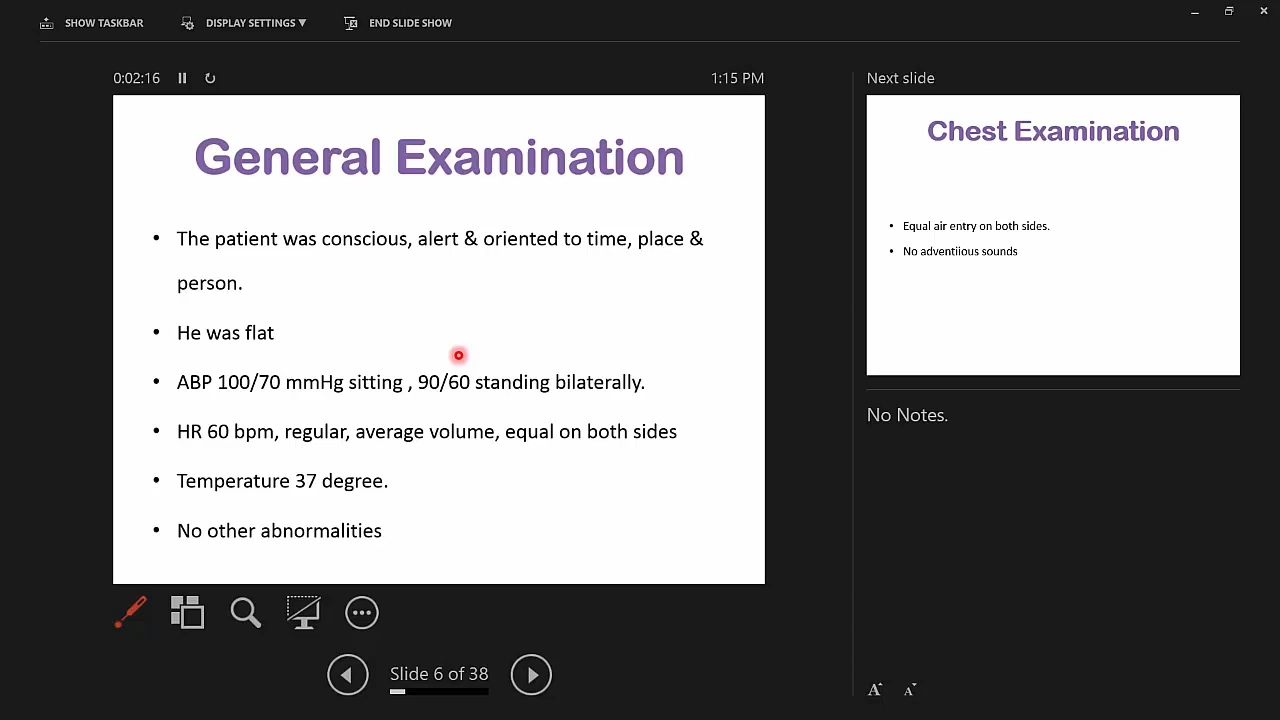 SHOW TASKBAR
DISPLAY SETTINGS ▼
END SLIDE SHOW
0:02:16
1:15 PM
General Examination
• The patient was conscious, alert & oriented to time, place &
person.
• He was flat
• ABP 100/70 mmHg sitting , 90/60 standing bilaterally.
• HR 60 bpm, regular, average volume, equal on both sides
• Temperature 37 degree.
• No other abnormalities
Slide 6 of 38
Next slide
Chest Examination
• Equal air entry on both sides.
• No adventiious sounds
No Notes.
A A